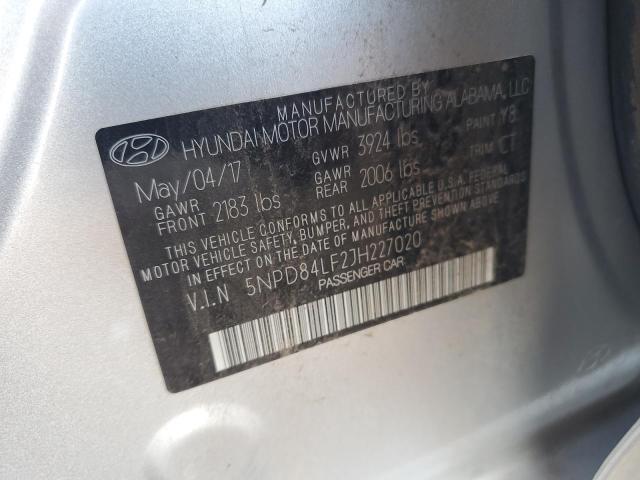 MANUFACTURED BY
HYUNDAI MOTOR MANUFACTURING ALABAMA, LLC
May/04/17 GVWR 3924 lbs PAINT Y8
GAWR FRONT 2183 lbs GAWR REAR 2006 lbs TRIM CT
THIS VEHICLE CONFORMS TO ALL APPLICABLE U.S.A. FEDERAL
MOTOR VEHICLE SAFETY, BUMPER, AND THEFT PREVENTION STANDARDS
IN EFFECT ON THE DATE OF MANUFACTURE SHOWN ABOVE.
V.I.N 5NPD84LF2JH227020
PASSENGER CAR